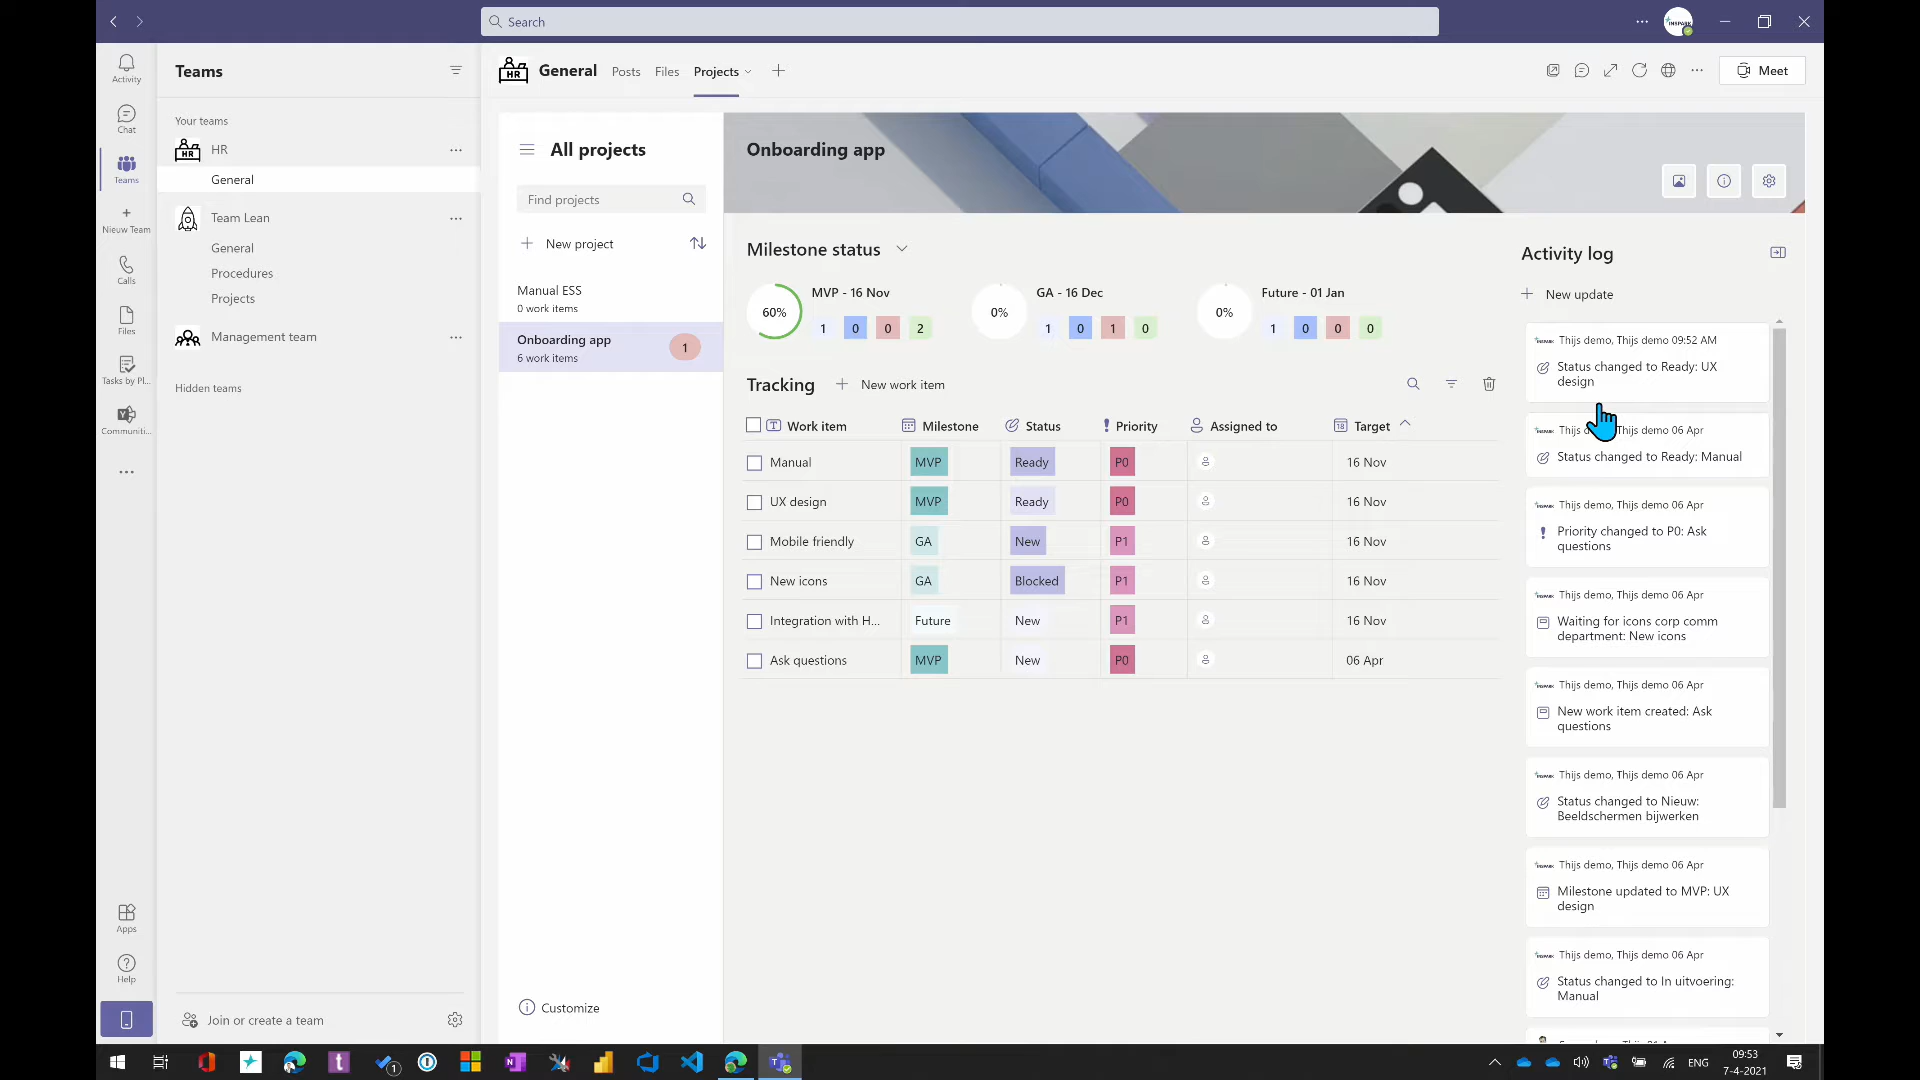 Search
INSPARK
Activity
Chat
Teams
Nieuw Team
Calls
Files
Tasks by Pl...
Communiti...
Apps
Help
Teams
Your teams
HR
General
Team Lean
General
Procedures
Projects
Management team
Hidden teams
Join or create a team
HR
General
Posts
Files
Projects
Meet
All projects
Find projects
New project
Manual ESS
0 work items
Onboarding app
6 work items
1
Customize
Onboarding app
Milestone status
60%
MVP - 16 Nov
1 0 0 2
0%
GA - 16 Dec
1 0 1 0
0%
Future - 01 Jan
1 0 0 0
Tracking
New work item
Work item Milestone Status Priority Assigned to Target
Manual MVP Ready P0 16 Nov
UX design MVP Ready P0 16 Nov
Mobile friendly GA New P1 16 Nov
New icons GA Blocked P1 16 Nov
Integration with H... Future New P1 16 Nov
Ask questions MVP New P0 06 Apr
Activity log
New update
Thijs demo, Thijs demo 09:52 AM
Status changed to Ready: UX
design
Thijs Thijs demo 06 Apr
Status changed to Ready: Manual
Thijs demo, Thijs demo 06 Apr
Priority changed to P0: Ask
questions
Thijs demo, Thijs demo 06 Apr
Waiting for icons corp comm
department: New icons
Thijs demo, Thijs demo 06 Apr
New work item created: Ask
questions
Thijs demo, Thijs demo 06 Apr
Status changed to Nieuw:
Beeldschermen bijwerken
Thijs demo, Thijs demo 06 Apr
Milestone updated to MVP: UX
design
Thijs demo, Thijs demo 06 Apr
Status changed to In uitvoering:
Manual
ENG
09:53
7-4-2021